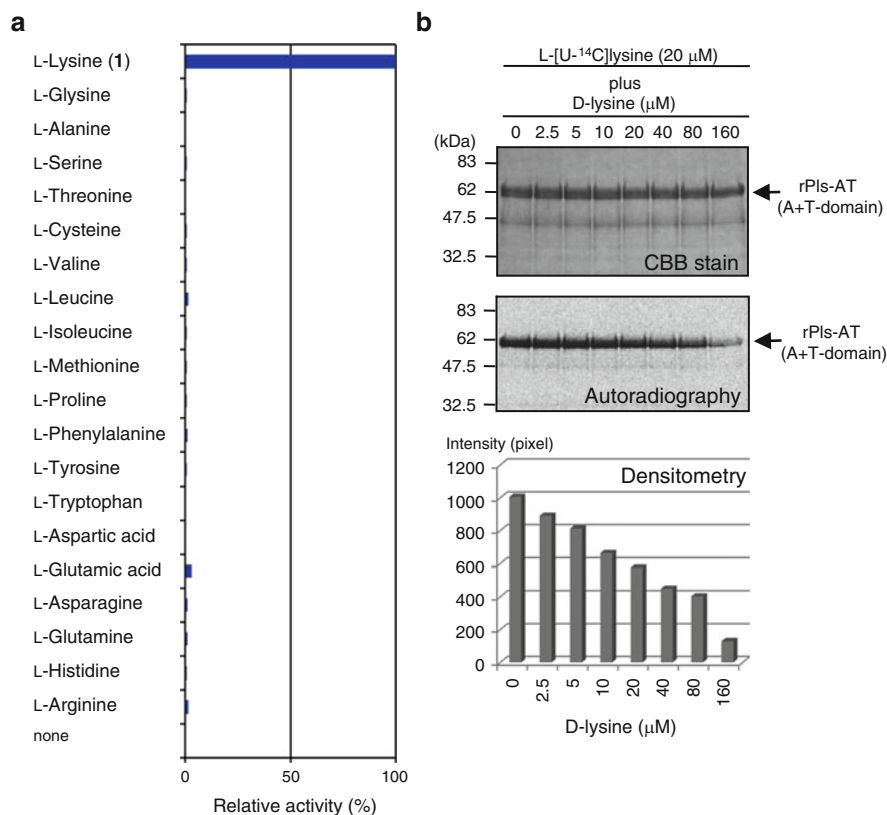 a
L-Lysine (1)
L-Glysine
L-Alanine
L-Serine
L-Threonine
L-Cysteine
L-Valine
L-Leucine
L-Isoleucine
L-Methionine
L-Proline
L-Phenylalanine
L-Tyrosine
L-Tryptophan
L-Aspartic acid
L-Glutamic acid
L-Asparagine
L-Glutamine
L-Histidine
L-Arginine
none
0 50 100
Relative activity (%)
b
L-[U-¹⁴C]lysine (20 μM)
plus
D-lysine (μM)
0 2.5 5 10 20 40 80 160
(kDa)
83
62
47.5
32.5
rPls-AT
(A+T-domain)
CBB stain
83
62
47.5
32.5
rPls-AT
(A+T-domain)
Autoradiography
Intensity (pixel)
Densitometry
1200
1000
800
600
400
200
0
0 2.5 5 10 20 40 80 160
D-lysine (μM)